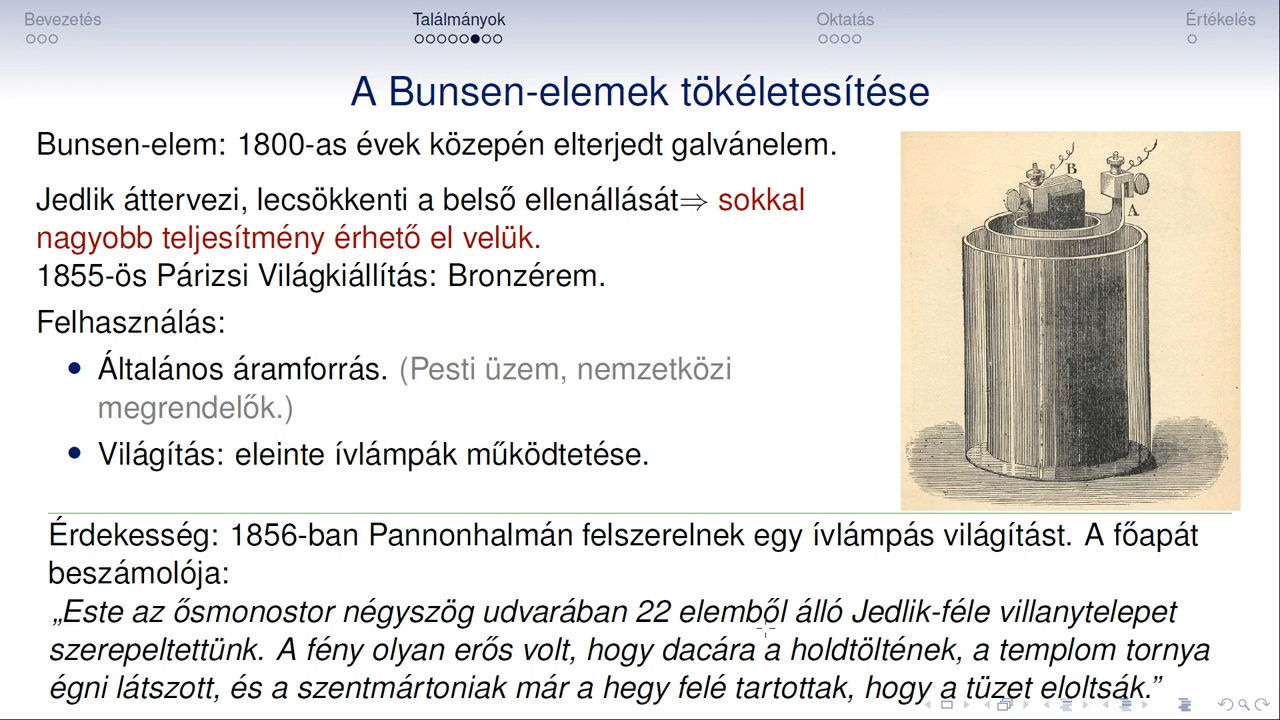 Bevezetés
Találmányok
Oktatás
Értékelés
A Bunsen-elemek tökéletesítése
Bunsen-elem: 1800-as évek közepén elterjedt galvánelem.
Jedlik áttervezi, lecsökkenti a belső ellenállását⇒ sokkal
nagyobb teljesítmény érhető el velük.
1855-ös Párizsi Világkiállítás: Bronzérem.
Felhasználás:
• Általános áramforrás. (Pesti üzem, nemzetközi
megrendelők.)
• Világítás: eleinte ívlámpák működtetése.
B
A
Érdekesség: 1856-ban Pannonhalmán felszerelnek egy ívlámpás világítást. A főapát
beszámolója:
„Este az ősmonostor négyszög udvarában 22 elemből álló Jedlik-féle villanytelepet
szerepeltettünk. A fény olyan erős volt, hogy dacára a holdtöltének, a templom tornya
égni látszott, és a szentmártoniak már a hegy felé tartottak, hogy a tüzet eloltsák.”